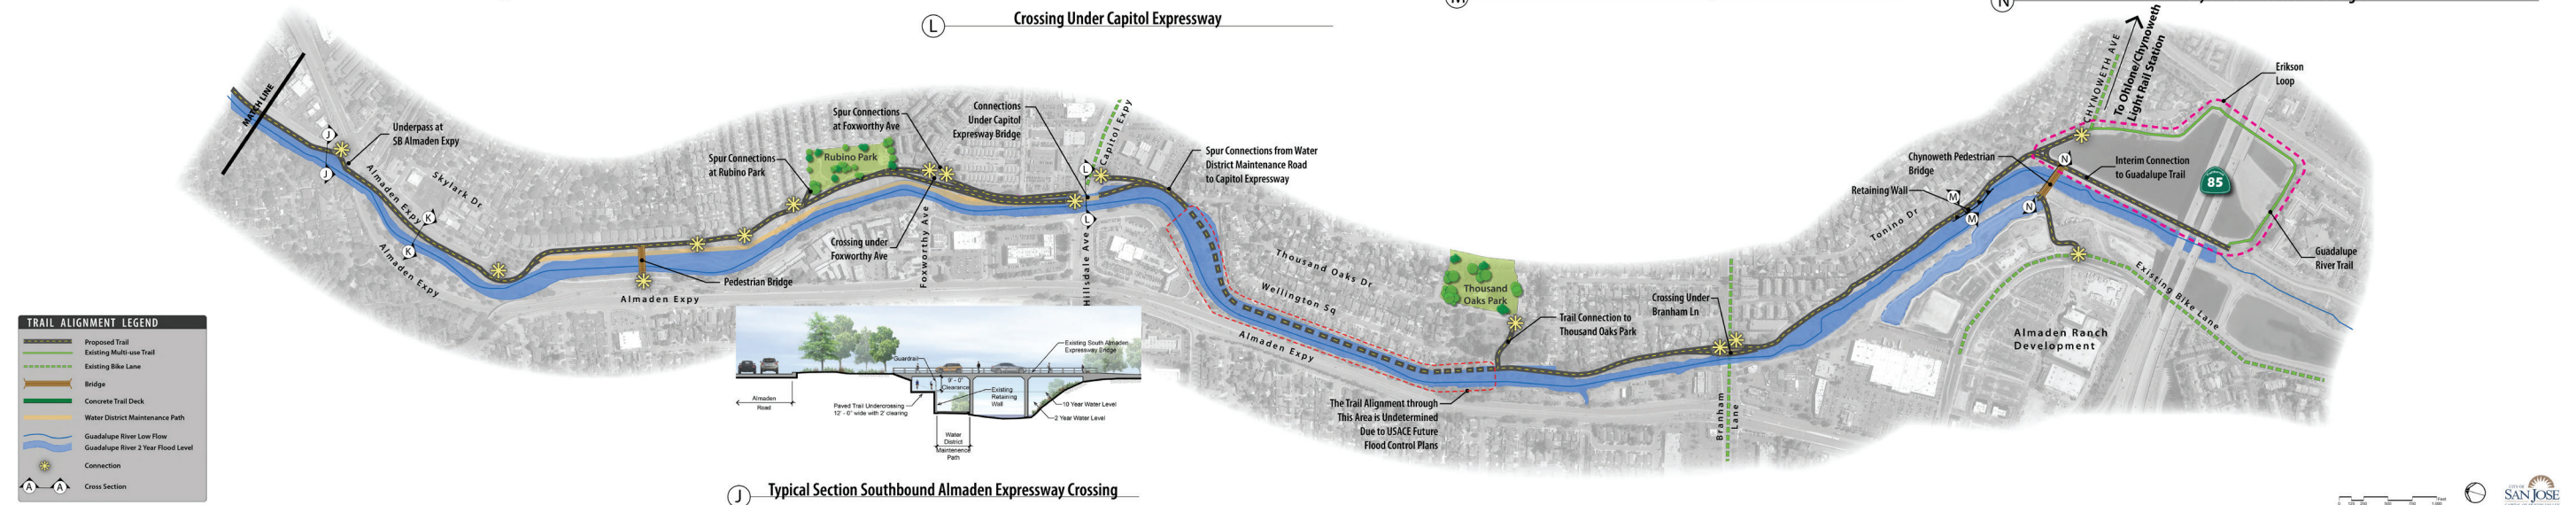 L
Crossing Under Capitol Expressway
M
N
MATCH LINE
J
J
Underpass at
SB Almaden Expy
Almaden Expy
Skylark Dr
K
K
Almaden Expy
Spur Connections
at Rubino Park
Rubino Park
Spur Connections
at Foxworthy Ave
Crossing under
Foxworthy Ave
Foxworthy Ave
Pedestrian Bridge
Almaden Expy
Connections
Under Capitol
Expresway Bridge
Capitol Expy
L
L
Hillsdale Ave
Spur Connections from Water
District Maintenance Road
to Capitol Expressway
Thousand Oaks Dr
Wellington Sq
Almaden Expy
Thousand
Oaks Park
Trail Connection to
Thousand Oaks Park
The Trail Alignment through
This Area is Undetermined
Due to USACE Future
Flood Control Plans
Crossing Under
Branham Ln
Branham
Lane
Tonino Dr
Retaining Wall
M
M
Chynoweth Pedestrian
Bridge
N
N
CHYNOWETH AVE
To Ohlone/Chynoweth
Light Rail Station
Interim Connection
to Guadalupe Trail
85
Erikson
Loop
Guadalupe
River Trail
Existing Bike Lane
Almaden Ranch
Development
TRAIL ALIGNMENT LEGEND
Proposed Trail
Existing Multi-use Trail
Existing Bike Lane
Bridge
Concrete Trail Deck
Water District Maintenance Path
Guadalupe River Low Flow
Guadalupe River 2 Year Flood Level
Connection
A A Cross Section
Guardrail
9' - 0"
Clearance
Existing South Almaden
Expressway Bridge
Existing
Retaining
Wall
Almaden
Road
Paved Trail Undercrossing
12' - 0" wide with 2' clearing
10 Year Water Level
2 Year Water Level
Water
District
Maintenence
Path
J
Typical Section Southbound Almaden Expressway Crossing
CITY OF
SAN JOSE